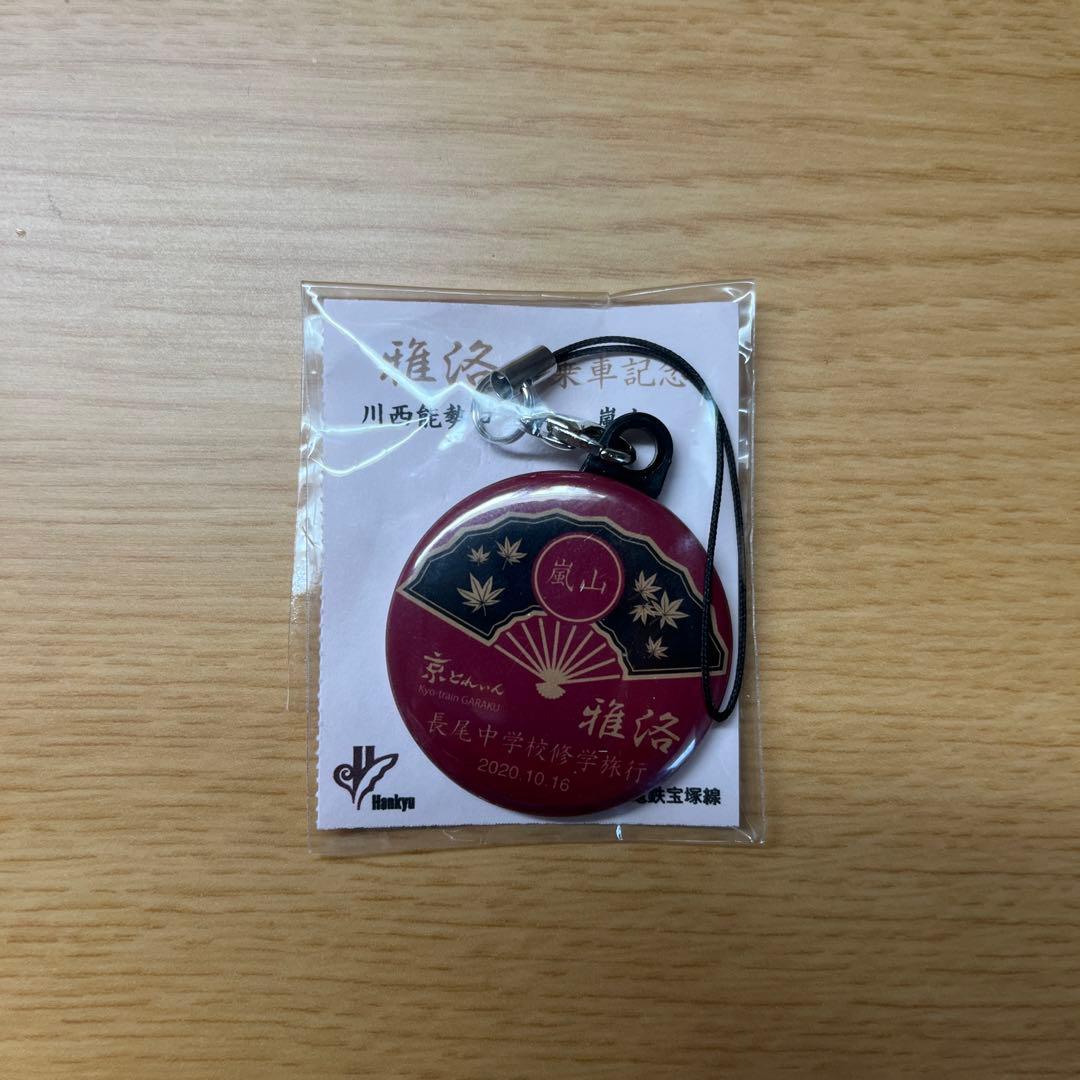 雅洛 乗車記念
川西能勢
嵐山
京とれいん
Kyo-train GARAKU
雅洛
長尾中学校修学旅行
2020.10.16
Hankyu
電鉄宝塚線